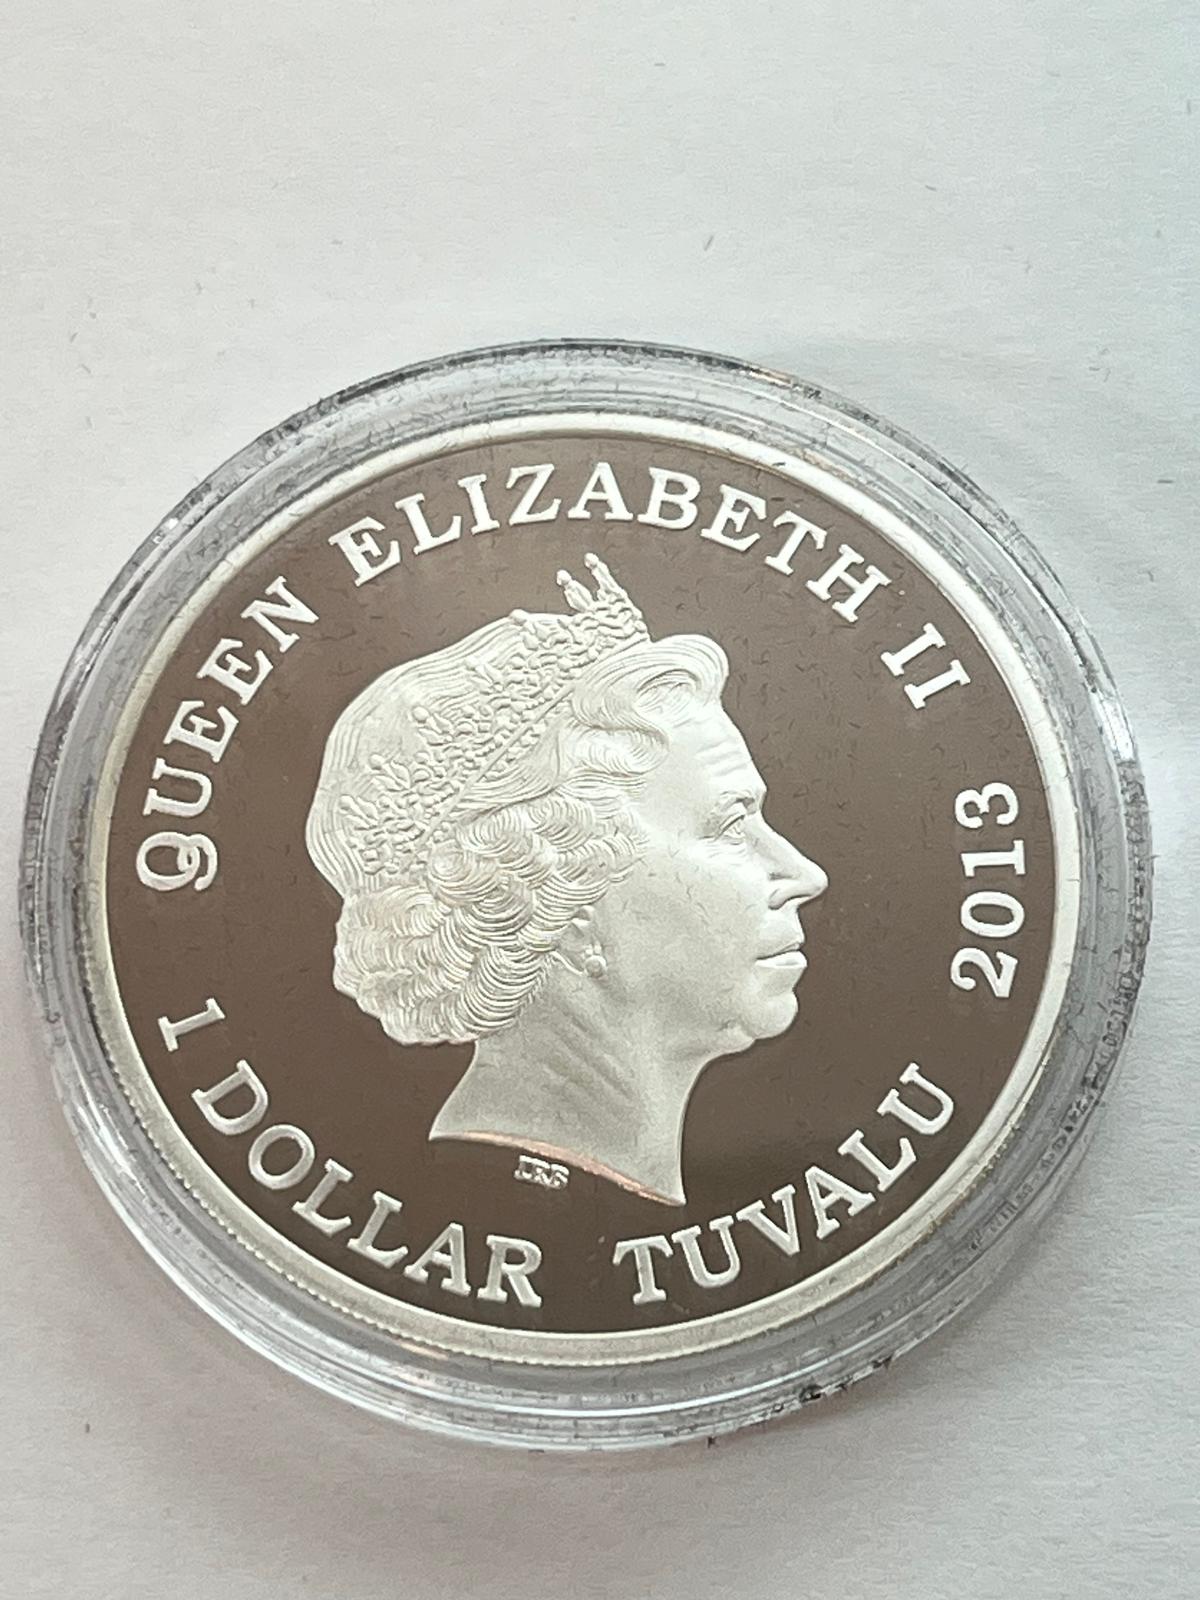 QUEEN ELIZABETH II 2013
1 DOLLAR TUVALU
IRB